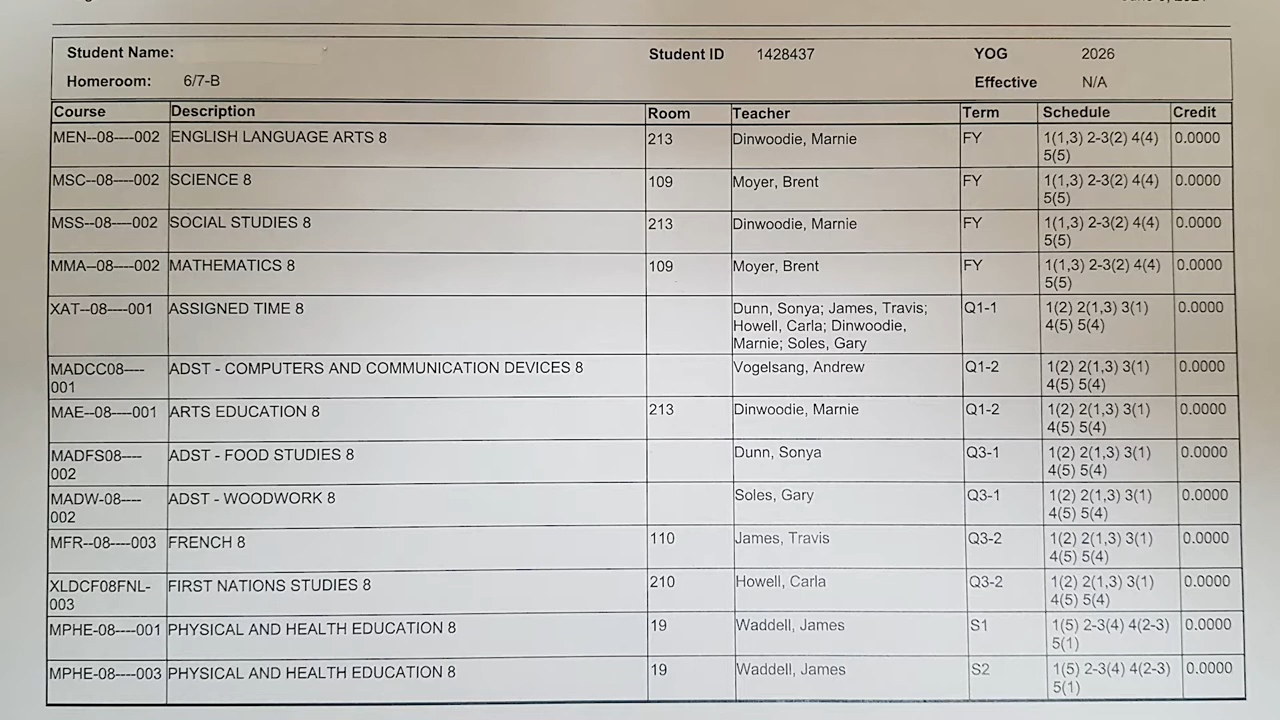 Student Name: Student ID 1428437 YOG 2026
Homeroom: 6/7-B Effective N/A
Course Description Room Teacher Term Schedule Credit
MEN--08----002 ENGLISH LANGUAGE ARTS 8 213 Dinwoodie, Marnie FY 1(1,3) 2-3(2) 4(4) 0.0000
5(5)
MSC--08----002 SCIENCE 8 109 Moyer, Brent FY 1(1,3) 2-3(2) 4(4) 0.0000
5(5)
MSS--08----002 SOCIAL STUDIES 8 213 Dinwoodie, Marnie FY 1(1,3) 2-3(2) 4(4) 0.0000
5(5)
MMA--08----002 MATHEMATICS 8 109 Moyer, Brent FY 1(1,3) 2-3(2) 4(4) 0.0000
5(5)
XAT--08----001 ASSIGNED TIME 8 Dunn, Sonya; James, Travis; Q1-1 1(2) 2(1,3) 3(1) 0.0000
Howell, Carla; Dinwoodie, 4(5) 5(4)
Marnie; Soles, Gary
MADCC08---- ADST - COMPUTERS AND COMMUNICATION DEVICES 8 Vogelsang, Andrew Q1-2 1(2) 2(1,3) 3(1) 0.0000
001 4(5) 5(4)
MAE--08----001 ARTS EDUCATION 8 213 Dinwoodie, Marnie Q1-2 1(2) 2(1,3) 3(1) 0.0000
4(5) 5(4)
MADFS08---- ADST - FOOD STUDIES 8 Dunn, Sonya Q3-1 1(2) 2(1,3) 3(1) 0.0000
002 4(5) 5(4)
MADW-08---- ADST - WOODWORK 8 Soles, Gary Q3-1 1(2) 2(1,3) 3(1) 0.0000
002 4(5) 5(4)
MFR--08----003 FRENCH 8 110 James, Travis Q3-2 1(2) 2(1,3) 3(1) 0.0000
4(5) 5(4)
XLDCF08FNL- FIRST NATIONS STUDIES 8 210 Howell, Carla Q3-2 1(2) 2(1,3) 3(1) 0.0000
003 4(5) 5(4)
MPHE-08----001 PHYSICAL AND HEALTH EDUCATION 8 19 Waddell, James S1 1(5) 2-3(4) 4(2-3) 0.0000
5(1)
MPHE-08----003 PHYSICAL AND HEALTH EDUCATION 8 19 Waddell, James S2 1(5) 2-3(4) 4(2-3) 0.0000
5(1)